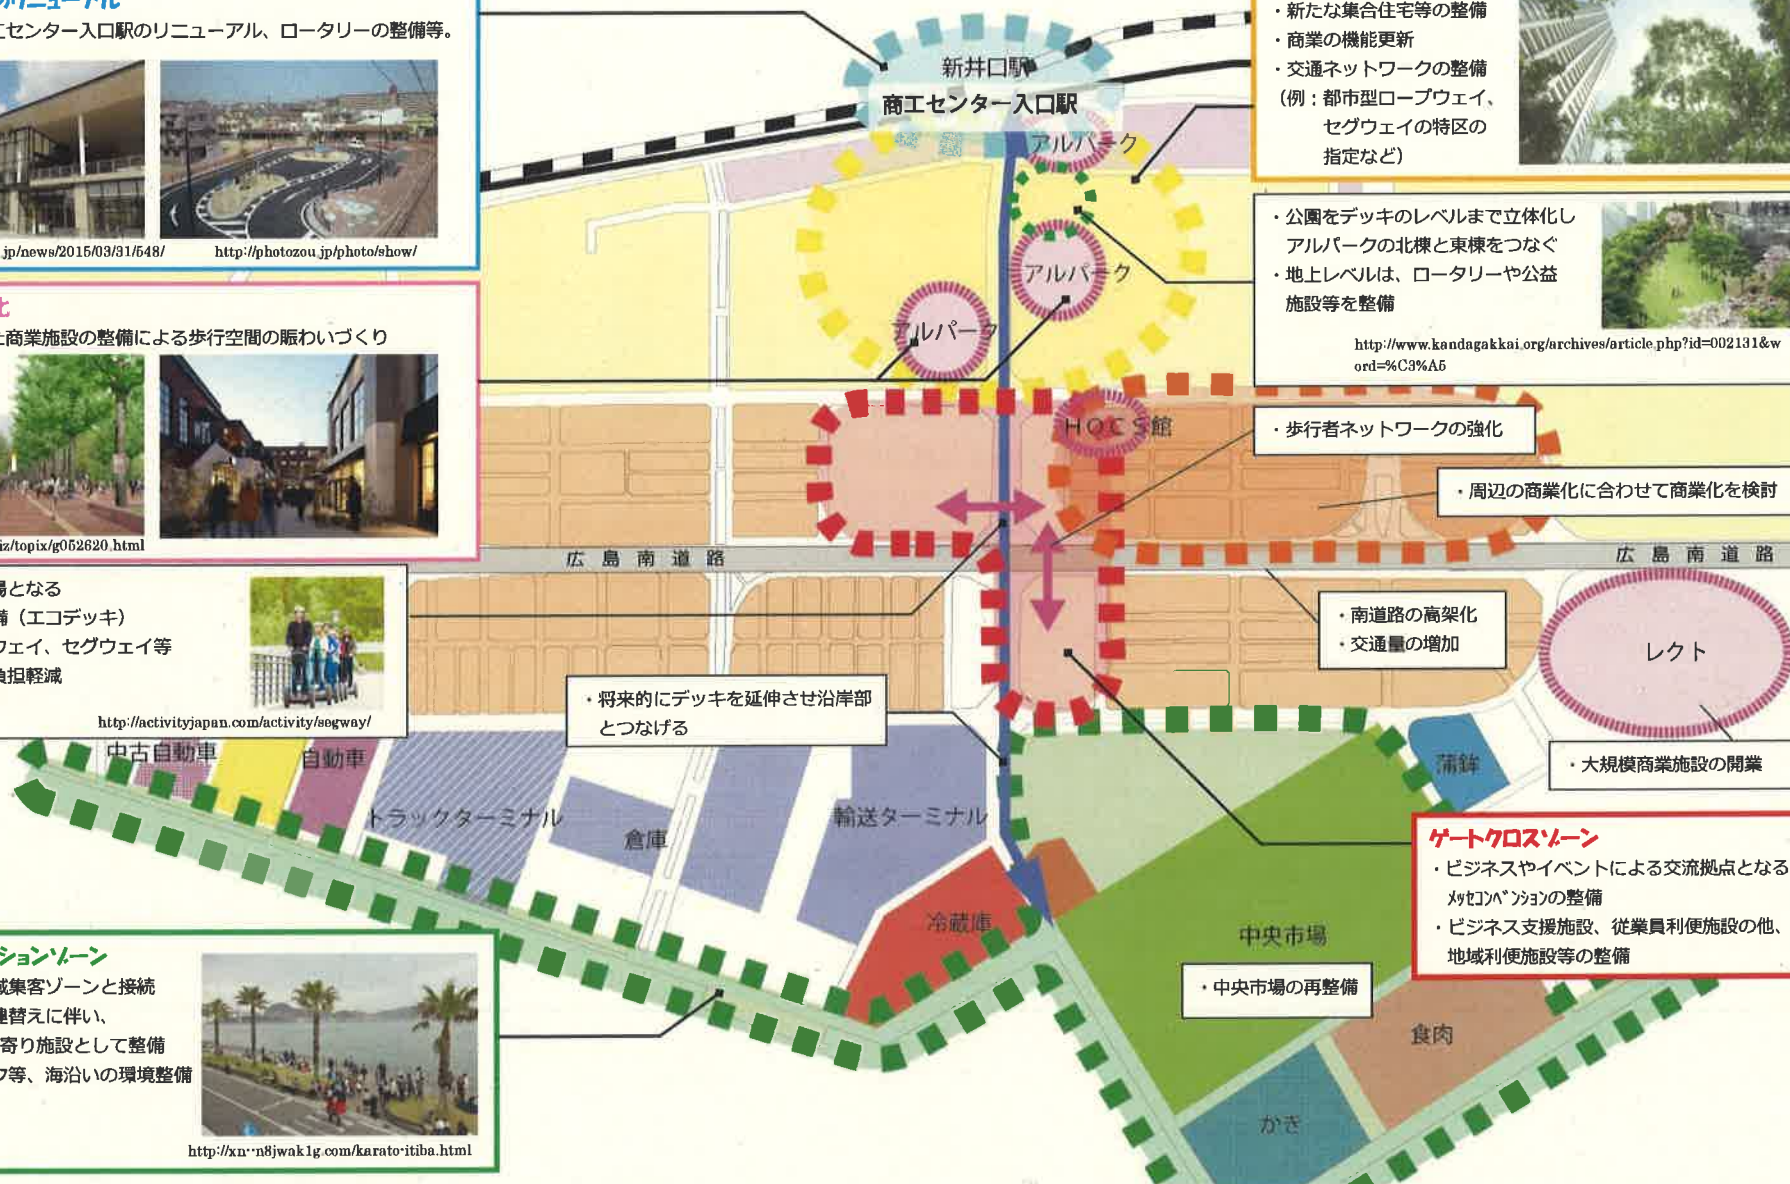 リニューアル
センター入口駅のリニューアル、ロータリーの整備等。
jp/news/2015/03/31/548/
http://photozou.jp/photo/show/
化
商業施設の整備による歩行空間の賑わいづくり
iz/topix/g052620.html
場となる
備（エコデッキ）
ウェイ、セグウェイ等
負担軽減
http://activityjapan.com/activity/segway/
新井口駅
商工センター入口駅
アルパーク
アルパーク
アルパーク
・新たな集合住宅等の整備
・商業の機能更新
・交通ネットワークの整備
（例：都市型ロープウェイ、
セグウェイの特区の
指定など）
・公園をデッキのレベルまで立体化し
アルパークの北棟と東棟をつなぐ
・地上レベルは、ロータリーや公益
施設等を整備
http://www.kandagakkai.org/archives/article.php?id=002131&w
ord=%C3%A5
HOCS館
・歩行者ネットワークの強化
・周辺の商業化に合わせて商業化を検討
広島南道路
広島南道路
・南道路の高架化
・交通量の増加
レクト
・大規模商業施設の開業
・将来的にデッキを延伸させ沿岸部
とつなげる
中古自動車
自動車
トラックターミナル
倉庫
輸送ターミナル
冷蔵庫
蒲鉾
中央市場
・中央市場の再整備
食肉
かき
ゲートクロスゾーン
・ビジネスやイベントによる交流拠点となる
ﾒｯｾｺﾝﾍﾞﾝｼｮﾝの整備
・ビジネス支援施設、従業員利便施設の他、
地域利便施設等の整備
ションゾーン
域集客ゾーンと接続
建替えに伴い、
寄り施設として整備
ク等、海沿いの環境整備
http://xn--n8jwak1g.com/karato-itiba.html